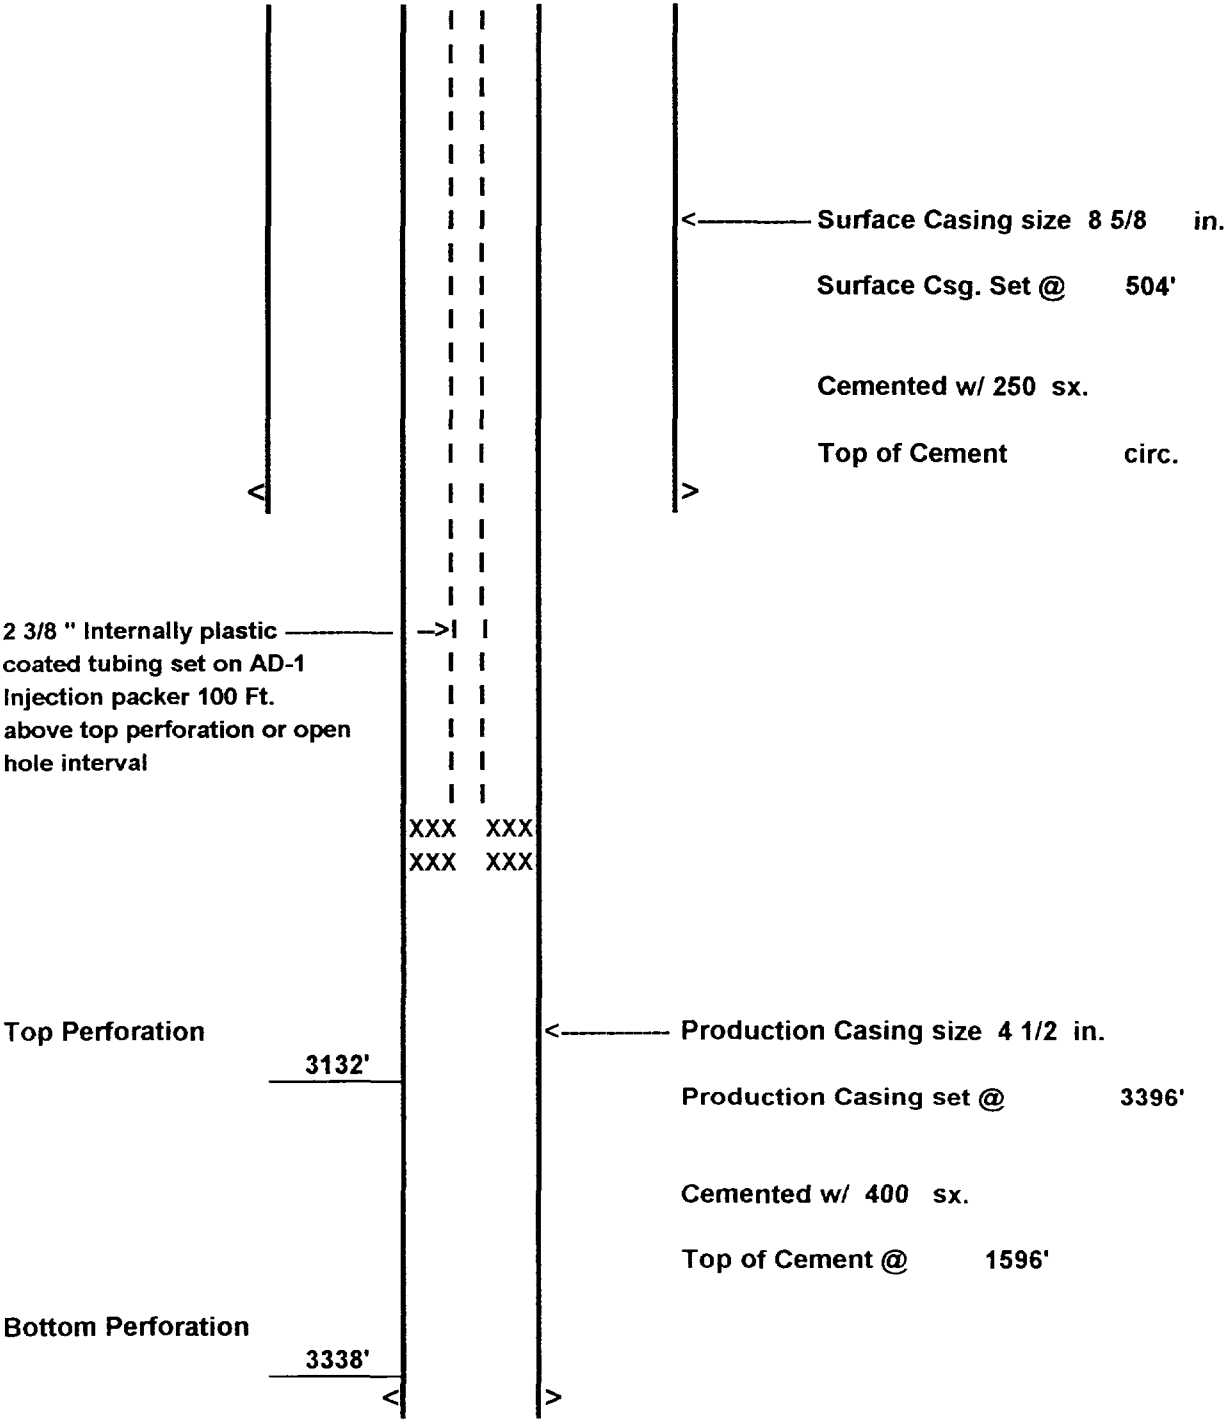 Surface Casing size 8 5/8 in.
Surface Csg. Set @ 504'
Cemented w/ 250 sx.
Top of Cement circ.
2 3/8 " Internally plastic
coated tubing set on AD-1
Injection packer 100 Ft.
above top perforation or open
hole interval
XXX XXX
XXX XXX
Top Perforation
3132'
Production Casing size 4 1/2 in.
Production Casing set @ 3396'
Cemented w/ 400 sx.
Top of Cement @ 1596'
Bottom Perforation
3338'